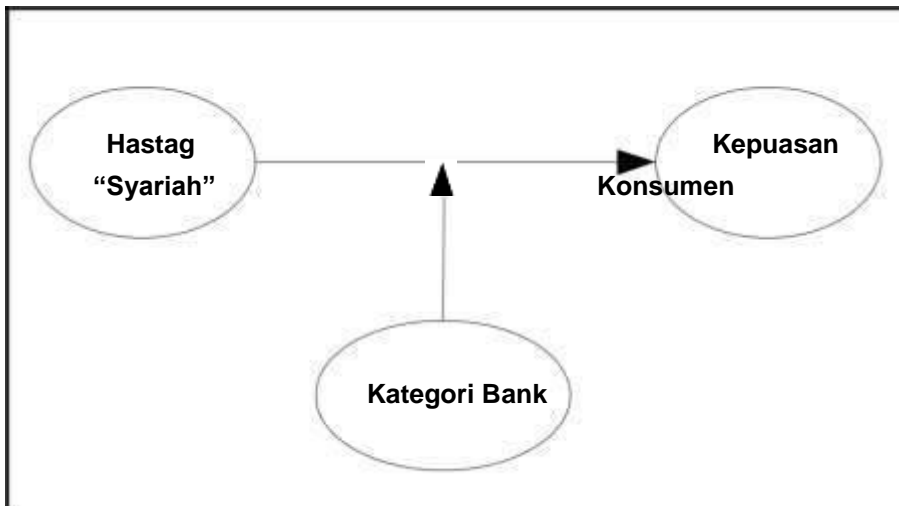 Hastag
“Syariah”
Kepuasan
Konsumen
Kategori Bank